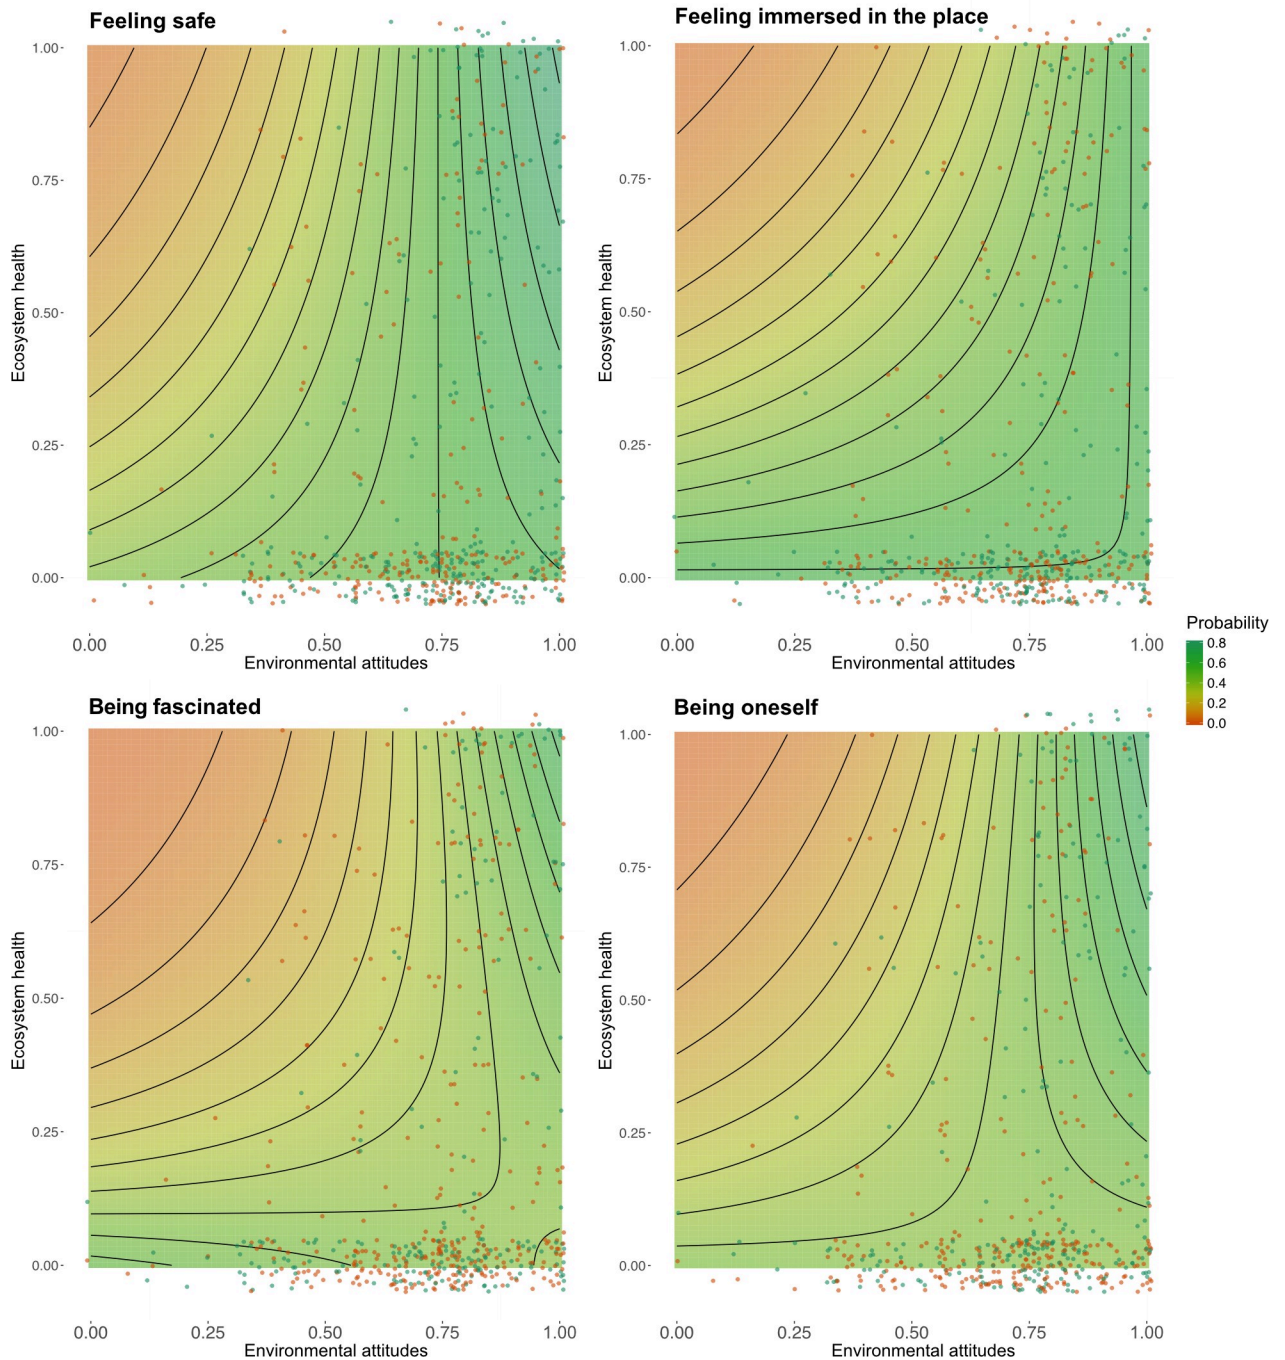 Feeling safe
Ecosystem health
1.00
0.75
0.50
0.25
0.00
0.00 0.25 0.50 0.75 1.00
Environmental attitudes
Feeling immersed in the place
Ecosystem health
1.00
0.75
0.50
0.25
0.00
0.00 0.25 0.50 0.75 1.00
Environmental attitudes
Probability
0.8
0.6
0.4
0.2
0.0
Being fascinated
Ecosystem health
1.00
0.75
0.50
0.25
0.00
0.00 0.25 0.50 0.75 1.00
Environmental attitudes
Being oneself
Ecosystem health
1.00
0.75
0.50
0.25
0.00
0.00 0.25 0.50 0.75 1.00
Environmental attitudes